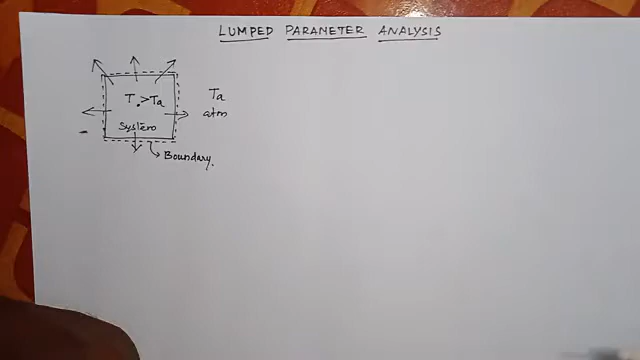 LUMPED PARAMETER ANALYSIS
T. > Ta
Ta
atm
System
Boundary.